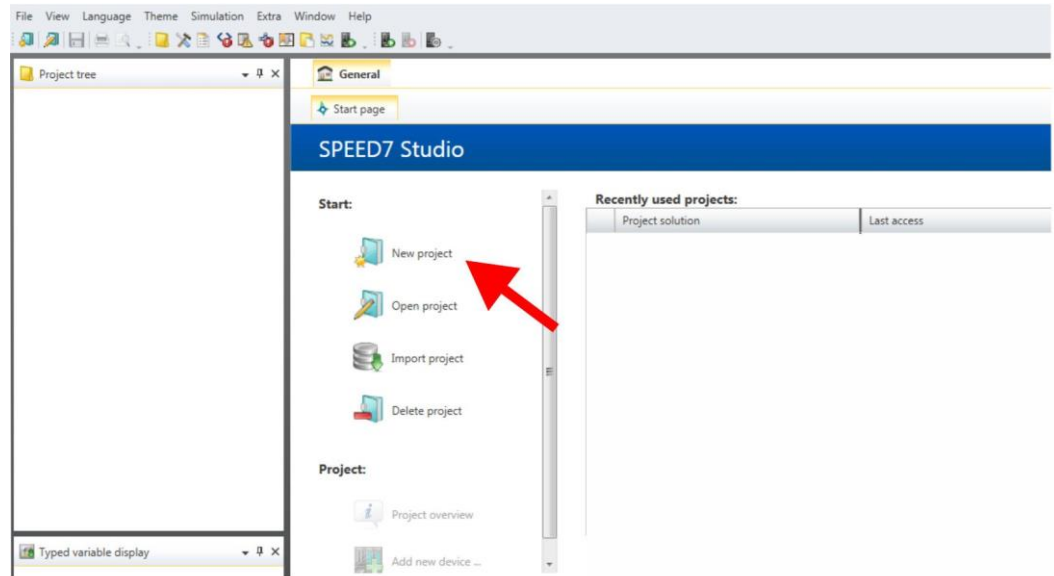 File View Language Theme Simulation Extra Window Help
Project tree
General
Start page
SPEED7 Studio
Start:
New project
Open project
Import project
Delete project
Project:
Project overview
Add new device ...
Recently used projects:
Project solution Last access
Typed variable display